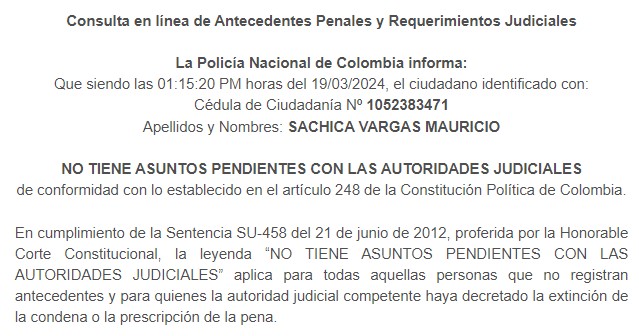 Consulta en línea de Antecedentes Penales y Requerimientos Judiciales
La Policía Nacional de Colombia informa:
Que siendo las 01:15:20 PM horas del 19/03/2024, el ciudadano identificado con:
Cédula de Ciudadanía Nº 1052383471
Apellidos y Nombres: SACHICA VARGAS MAURICIO
NO TIENE ASUNTOS PENDIENTES CON LAS AUTORIDADES JUDICIALES
de conformidad con lo establecido en el artículo 248 de la Constitución Política de Colombia.
En cumplimiento de la Sentencia SU-458 del 21 de junio de 2012, proferida por la Honorable
Corte Constitucional, la leyenda “NO TIENE ASUNTOS PENDIENTES CON LAS
AUTORIDADES JUDICIALES” aplica para todas aquellas personas que no registran
antecedentes y para quienes la autoridad judicial competente haya decretado la extinción de
la condena o la prescripción de la pena.